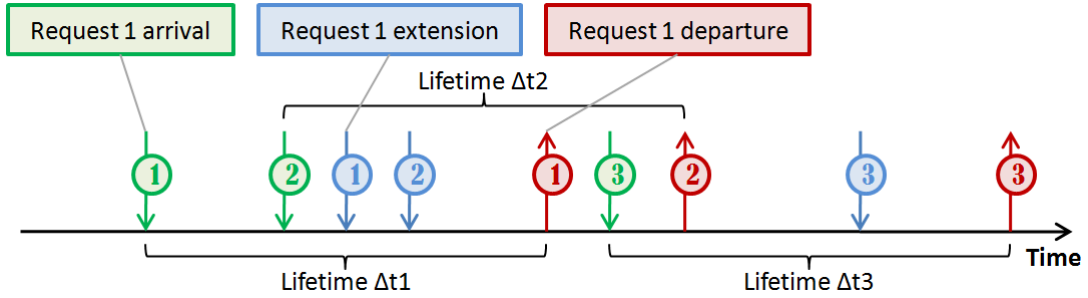 Request 1 arrival
Request 1 extension
Request 1 departure
Lifetime Δt2
1
2
1
2
1
3
2
3
3
Time
Lifetime Δt1
Lifetime Δt3